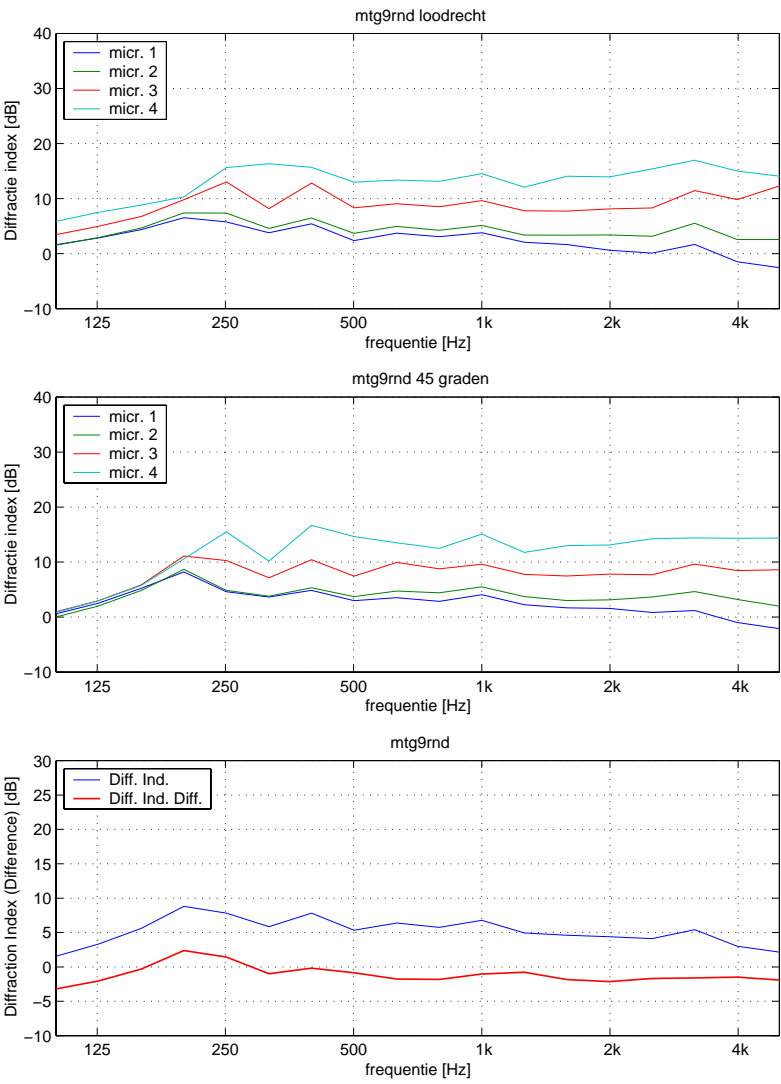 mtg9rnd loodrecht
Diffractie index [dB]
40
30
20
10
0
−10
micr. 1
micr. 2
micr. 3
micr. 4
125 250 500 1k 2k 4k
frequentie [Hz]
mtg9rnd 45 graden
Diffractie index [dB]
40
30
20
10
0
−10
micr. 1
micr. 2
micr. 3
micr. 4
125 250 500 1k 2k 4k
frequentie [Hz]
mtg9rnd
Diffraction Index (Difference) [dB]
30
25
20
15
10
5
0
−5
−10
Diff. Ind.
Diff. Ind. Diff.
125 250 500 1k 2k 4k
frequentie [Hz]